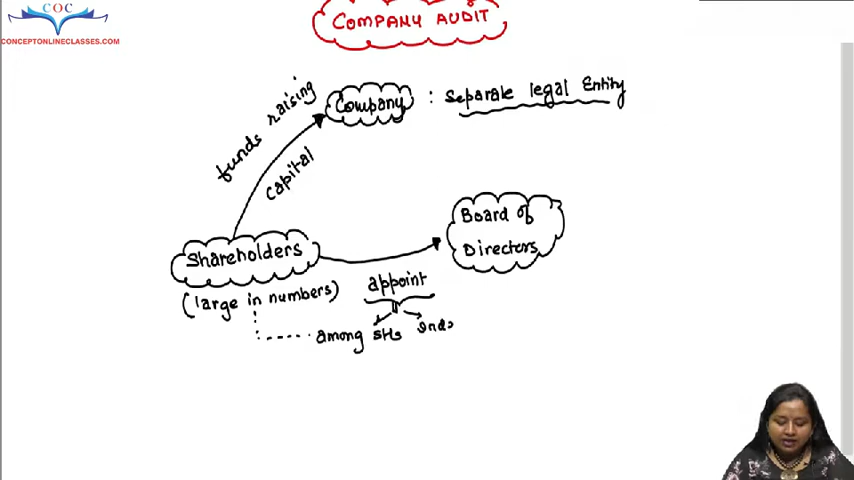 COC
CONCEPTONLINECLASSES.COM
COMPANY AUDIT
funds raising
Company : Separate legal Entity
capital
Board of
Directors
Shareholders
appoint
(large in numbers)
among SHs Inds